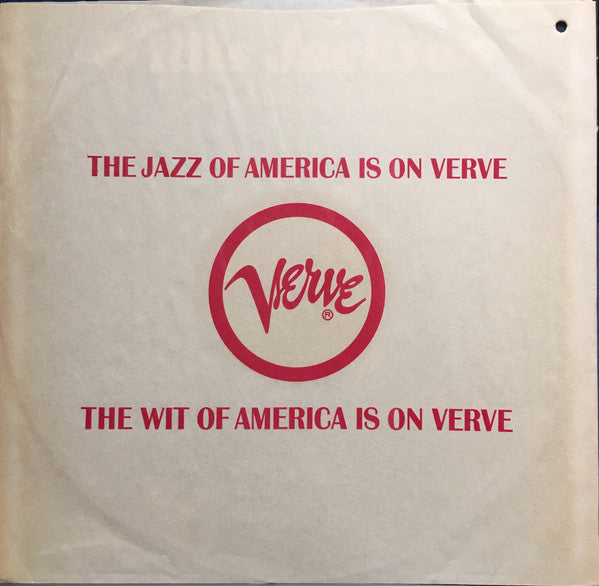 THE JAZZ OF AMERICA IS ON VERVE
Verve
®
THE WIT OF AMERICA IS ON VERVE